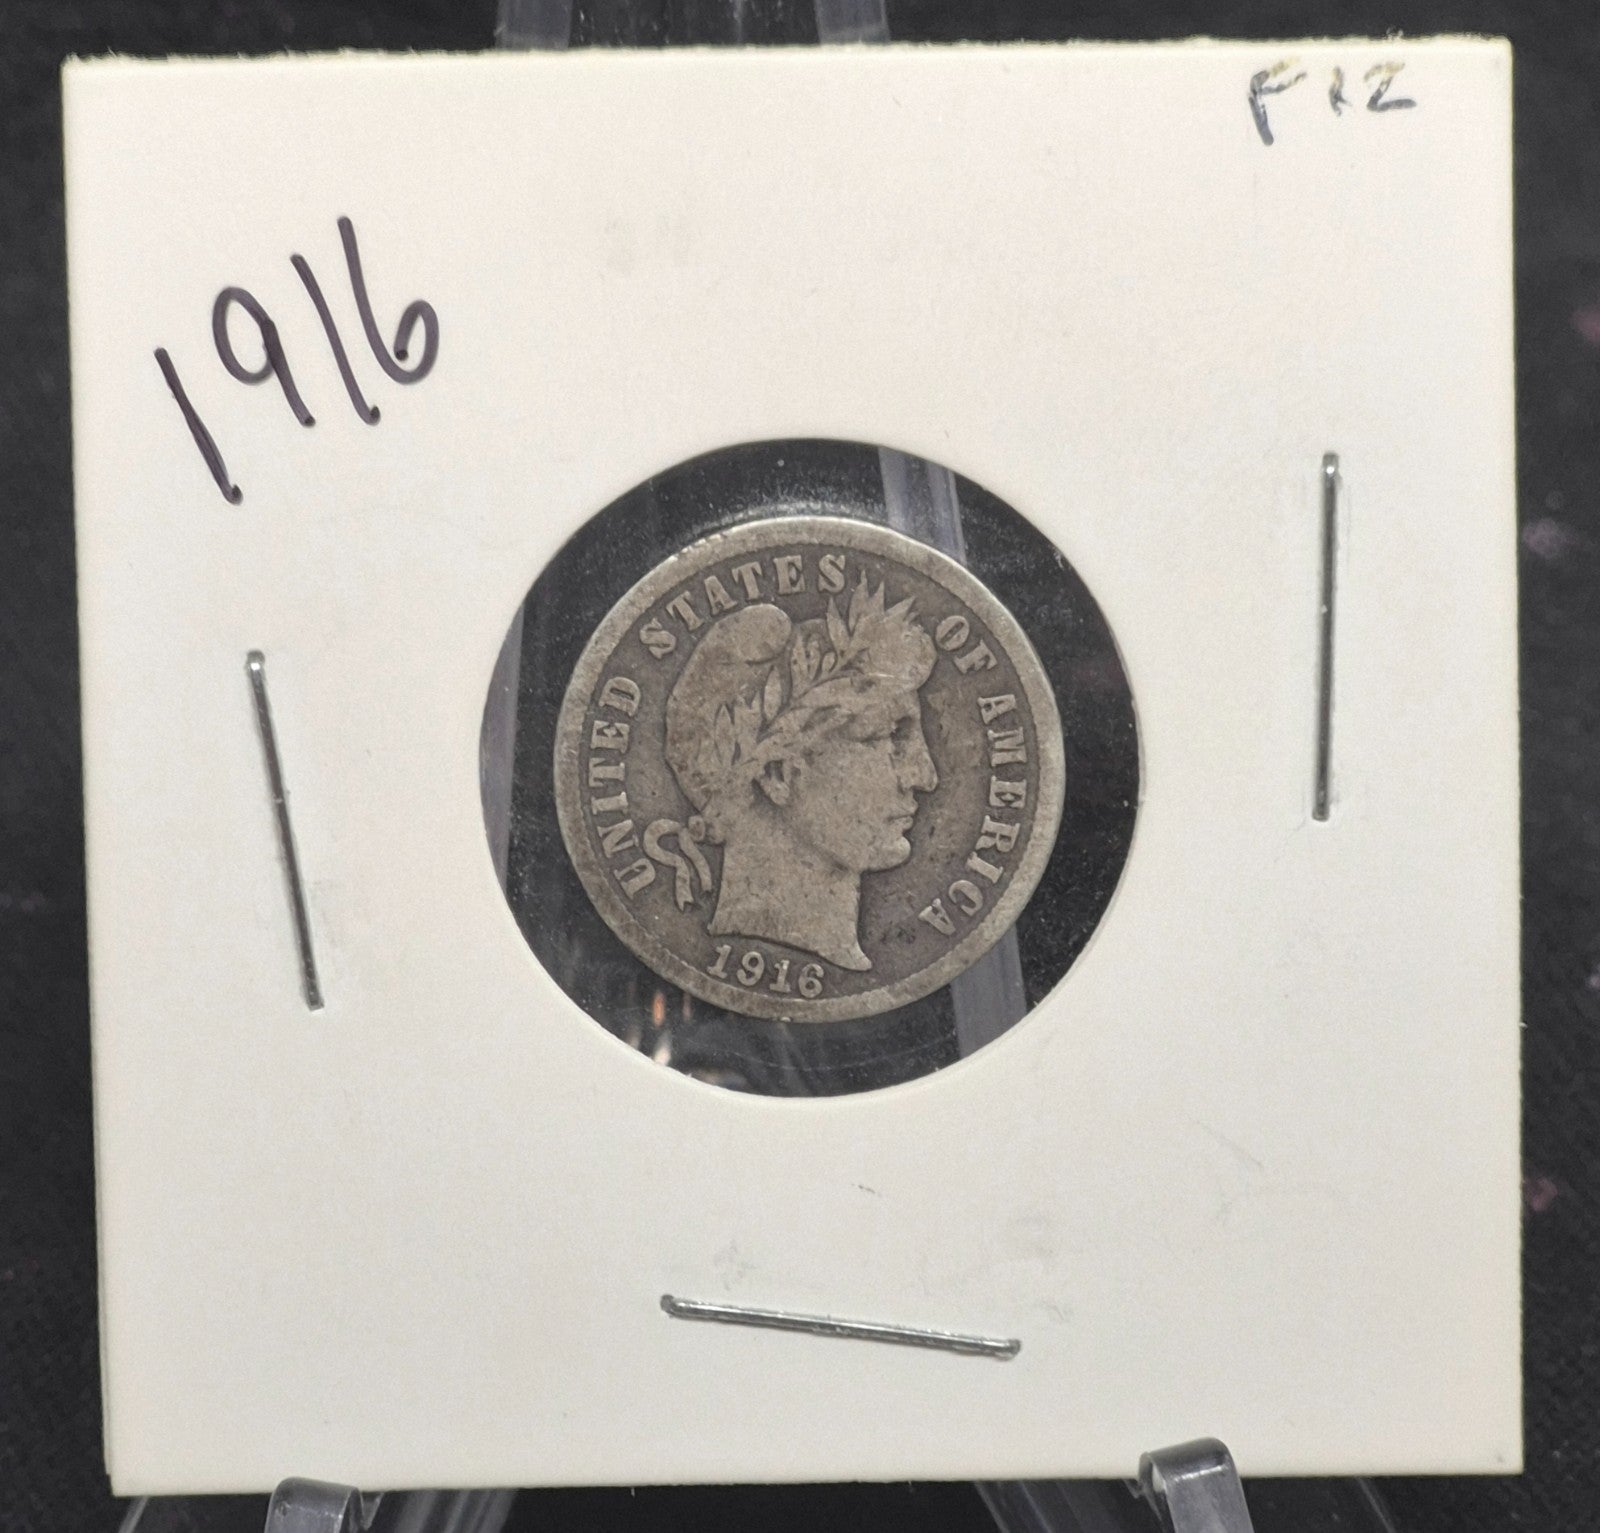 F12
1916
UNITED STATES OF AMERICA
1916